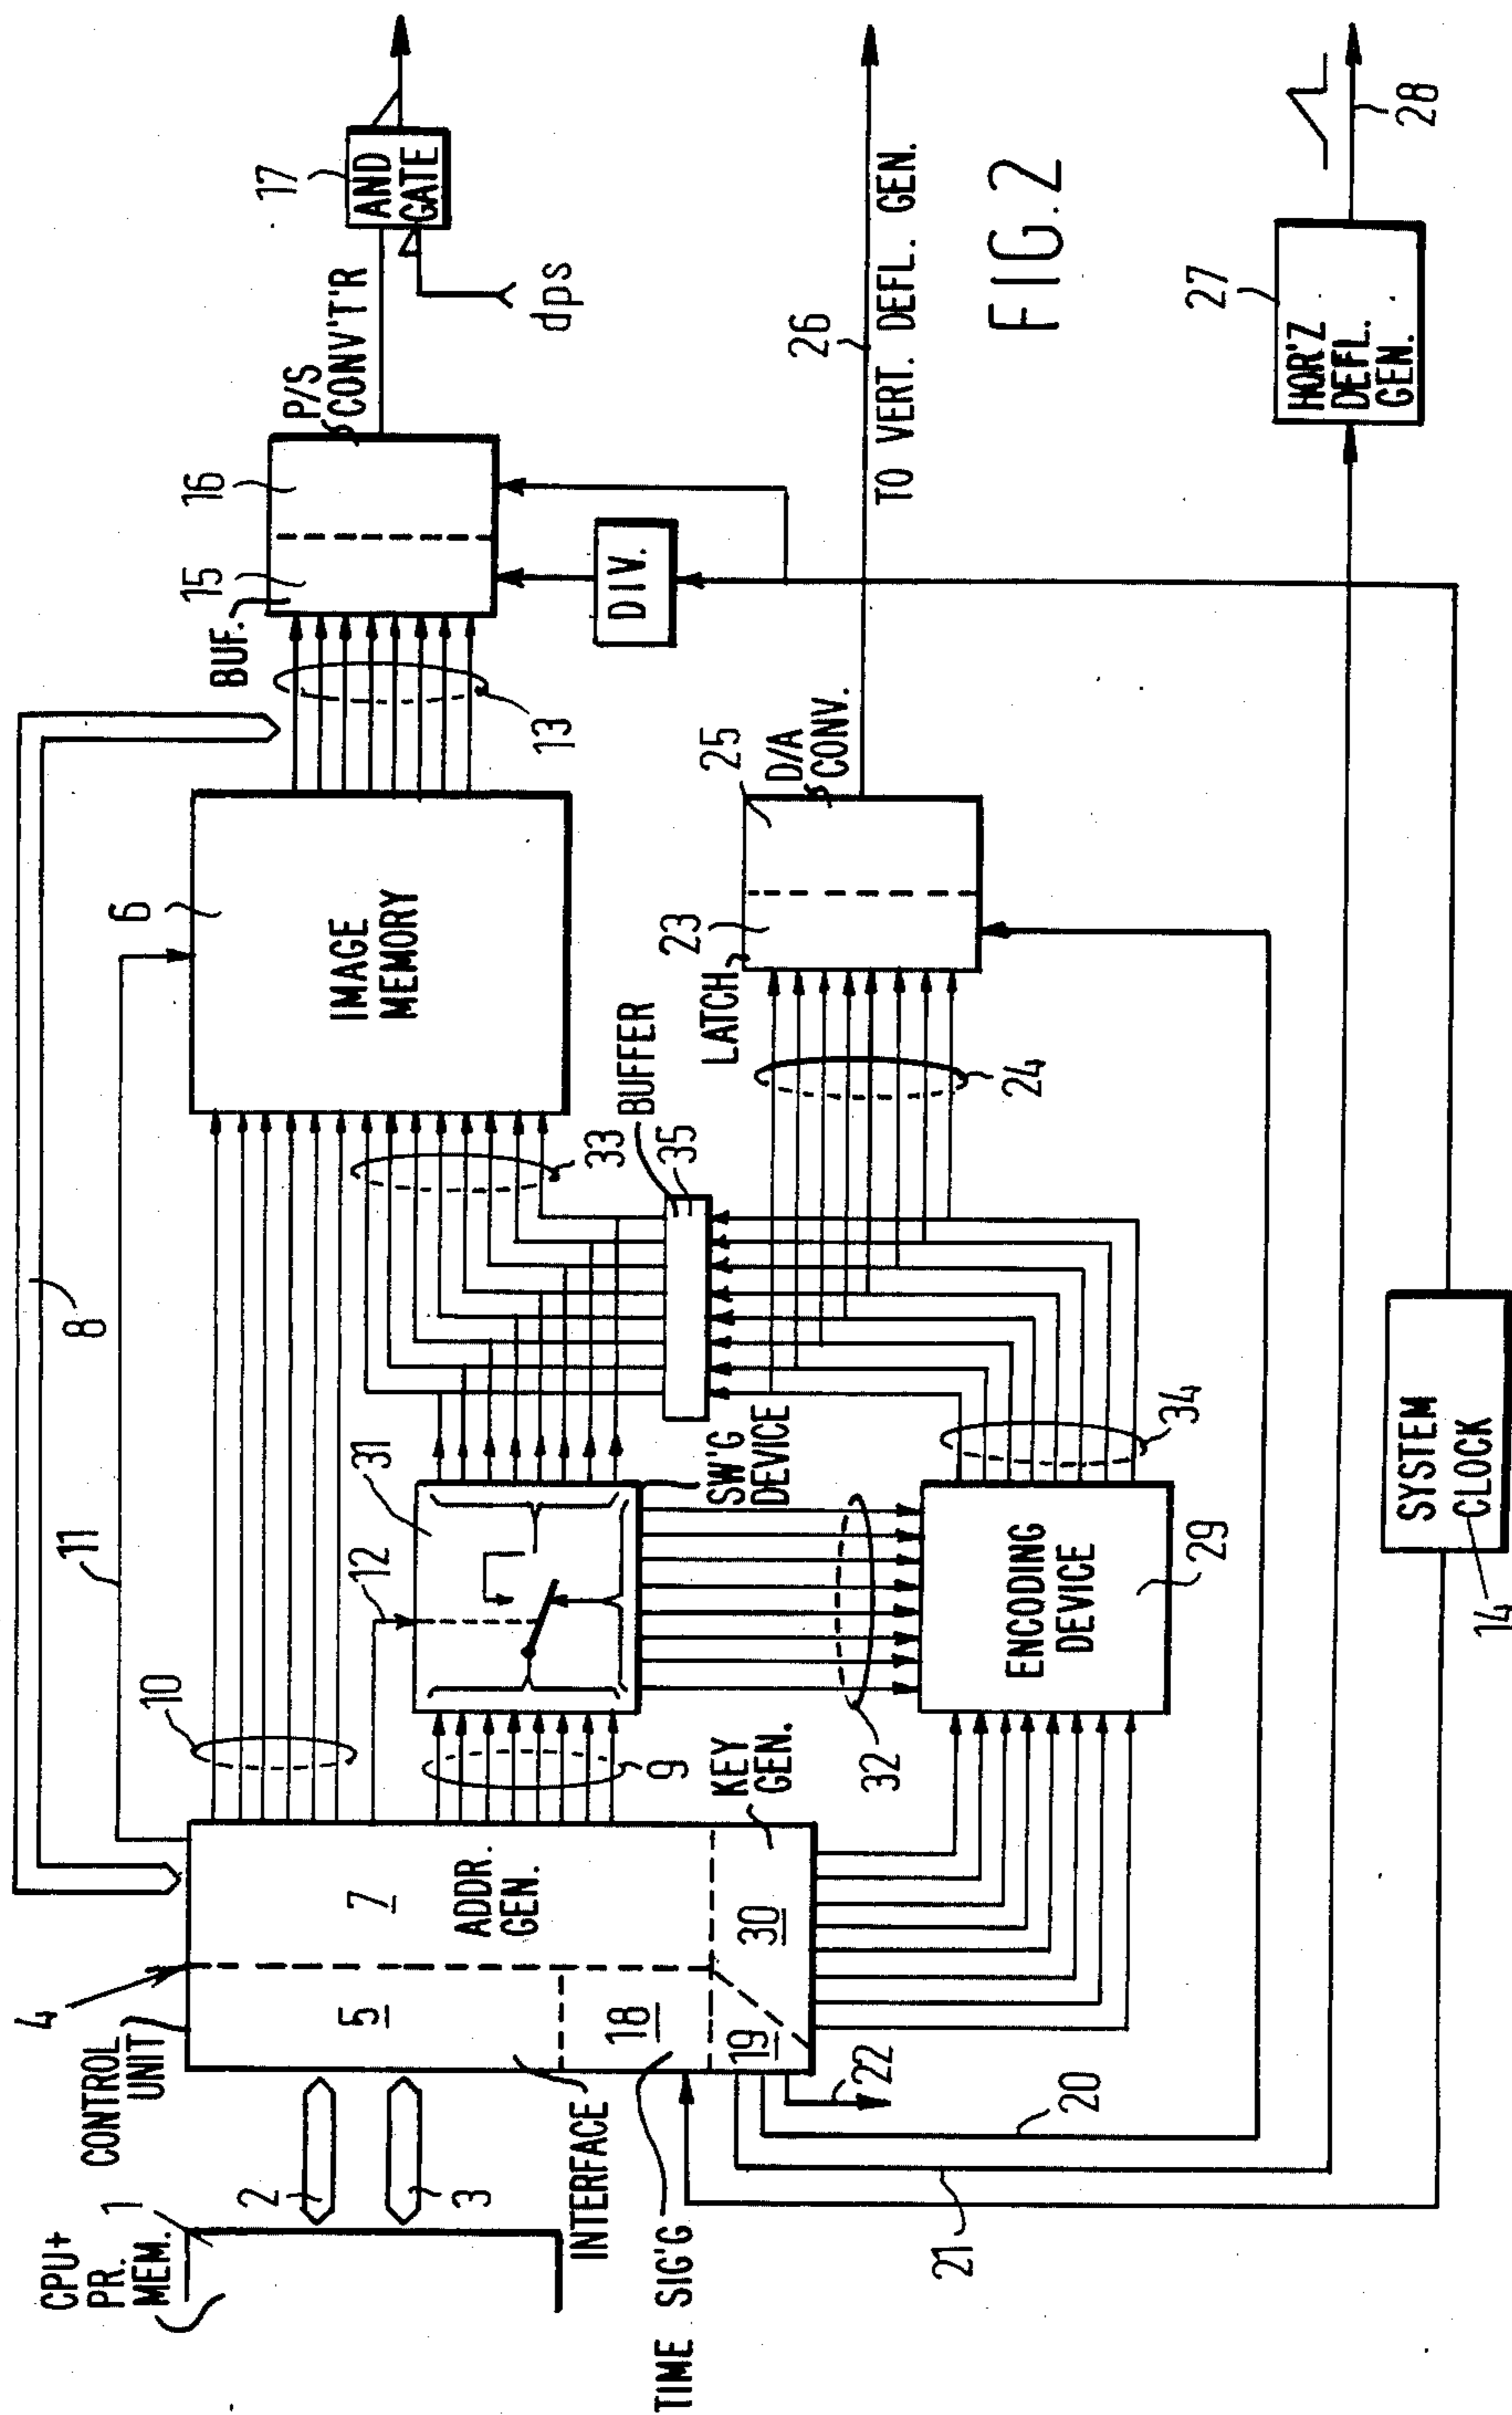 CPU+
PR.
MEM.
1
2
3
4
CONTROL
UNIT
5
7
ADDR.
GEN.
18
19
30
KEY
GEN.
INTERFACE
TIME SIG'G
20
21
22
8
10
11
12
9
31
SW'G
DEVICE
32
ENCODING
DEVICE
29
34
33
BUFFER
35
6
IMAGE
MEMORY
13
LATCH
23
24
25
D/A
CONV.
BUF.
15
16
P/S
CONV'T'R
DIV.
17
AND
GATE
dps
26
TO VERT. DEFL. GEN.
FIG.2
27
HOR'Z
DEFL.
GEN.
28
SYSTEM
CLOCK
14